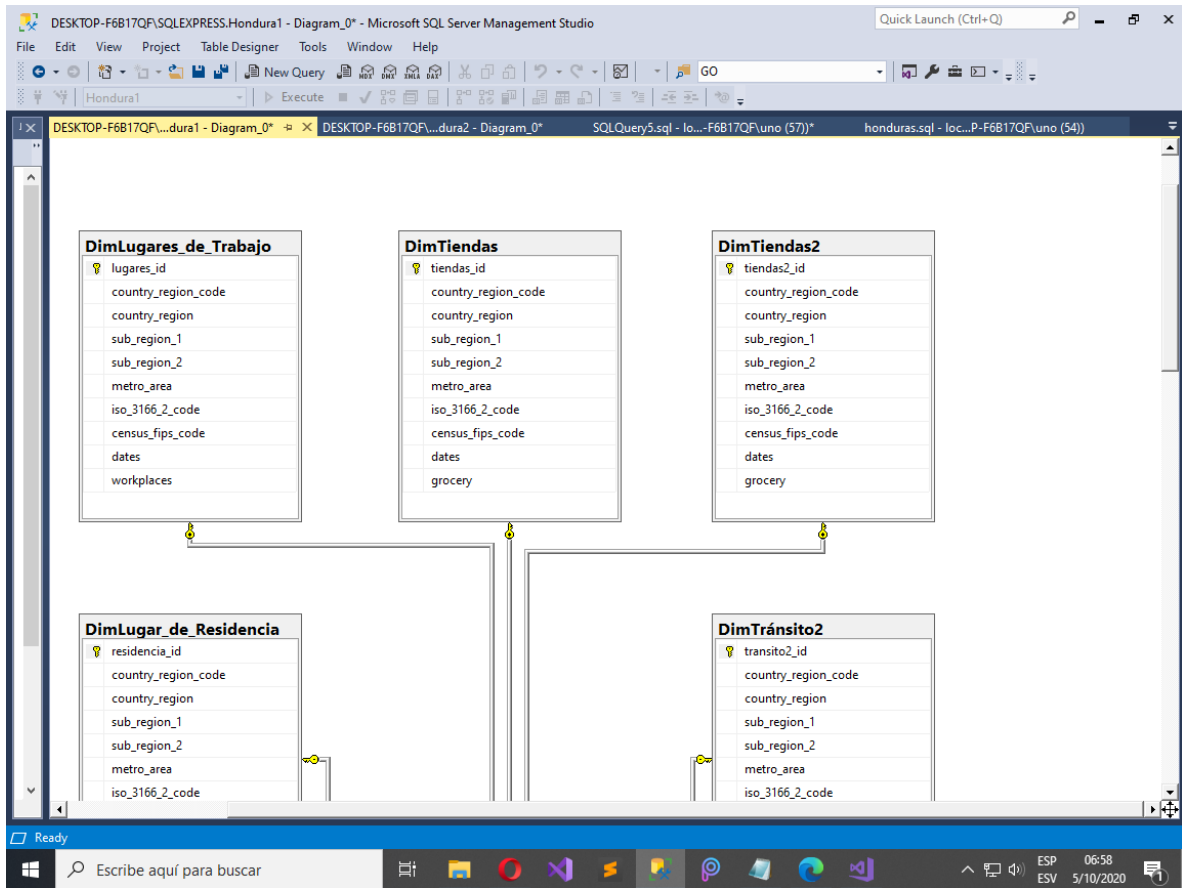 DESKTOP-F6B17QF\SQLEXPRESS.Hondura1 - Diagram_0* - Microsoft SQL Server Management Studio
Quick Launch (Ctrl+Q)
File Edit View Project Table Designer Tools Window Help
New Query MDX DMX XMLA DAX GO
Hondura1 Execute
DESKTOP-F6B17QF\...dura1 - Diagram_0* DESKTOP-F6B17QF\...dura2 - Diagram_0* SQLQuery5.sql - lo...-F6B17QF\uno (57))* honduras.sql - loc...P-F6B17QF\uno (54))
DimLugares_de_Trabajo
lugares_id
country_region_code
country_region
sub_region_1
sub_region_2
metro_area
iso_3166_2_code
census_fips_code
dates
workplaces
DimTiendas
tiendas_id
country_region_code
country_region
sub_region_1
sub_region_2
metro_area
iso_3166_2_code
census_fips_code
dates
grocery
DimTiendas2
tiendas2_id
country_region_code
country_region
sub_region_1
sub_region_2
metro_area
iso_3166_2_code
census_fips_code
dates
grocery
DimLugar_de_Residencia
residencia_id
country_region_code
country_region
sub_region_1
sub_region_2
metro_area
iso_3166_2_code
DimTránsito2
transito2_id
country_region_code
country_region
sub_region_1
sub_region_2
metro_area
iso_3166_2_code
Ready
Escribe aquí para buscar
ESP
ESV
06:58
5/10/2020
1